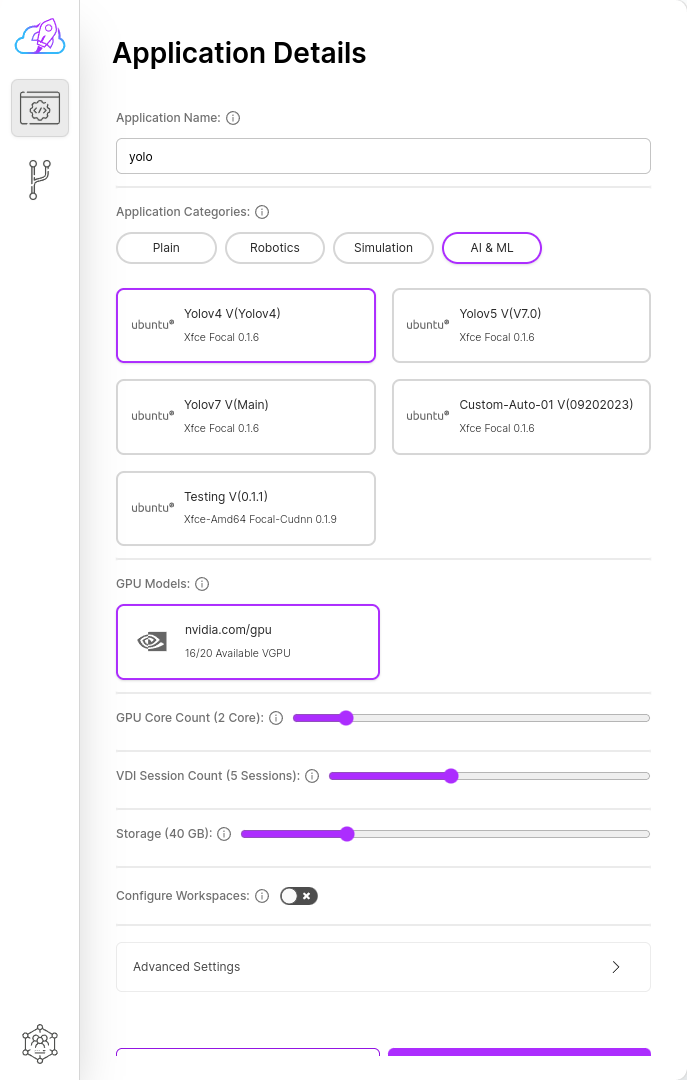 Application Details
Application Name:
yolo
Application Categories:
Plain Robotics Simulation AI & ML
ubuntu® Yolov4 V(Yolov4)
Xfce Focal 0.1.6
ubuntu® Yolov5 V(V7.0)
Xfce Focal 0.1.6
ubuntu® Yolov7 V(Main)
Xfce Focal 0.1.6
ubuntu® Custom-Auto-01 V(09202023)
Xfce Focal 0.1.6
ubuntu® Testing V(0.1.1)
Xfce-Amd64 Focal-Cudnn 0.1.9
GPU Models:
nvidia.com/gpu
16/20 Available VGPU
GPU Core Count (2 Core):
VDI Session Count (5 Sessions):
Storage (40 GB):
Configure Workspaces:
Advanced Settings